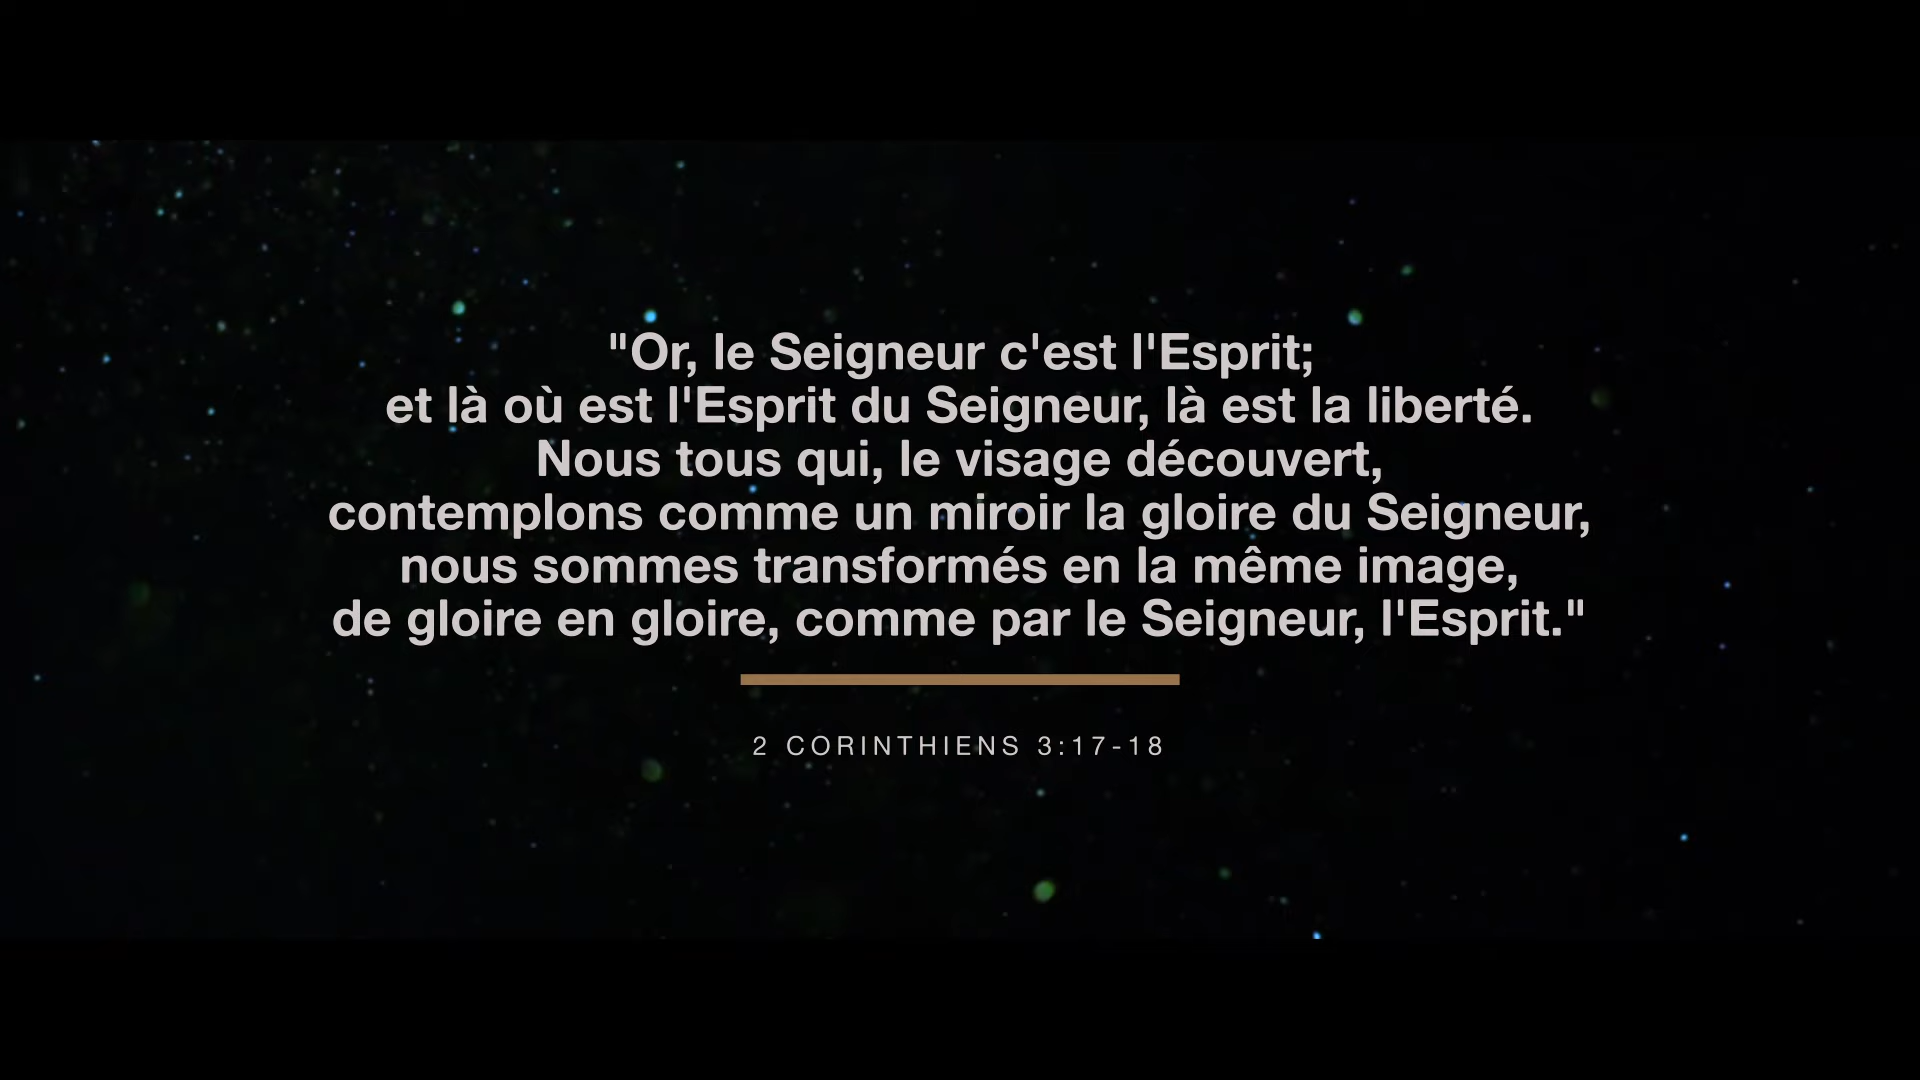 "Or, le Seigneur c'est l'Esprit;
et là où est l'Esprit du Seigneur, là est la liberté.
Nous tous qui, le visage découvert,
contemplons comme un miroir la gloire du Seigneur,
nous sommes transformés en la même image,
de gloire en gloire, comme par le Seigneur, l'Esprit."
2 CORINTHIENS 3:17-18